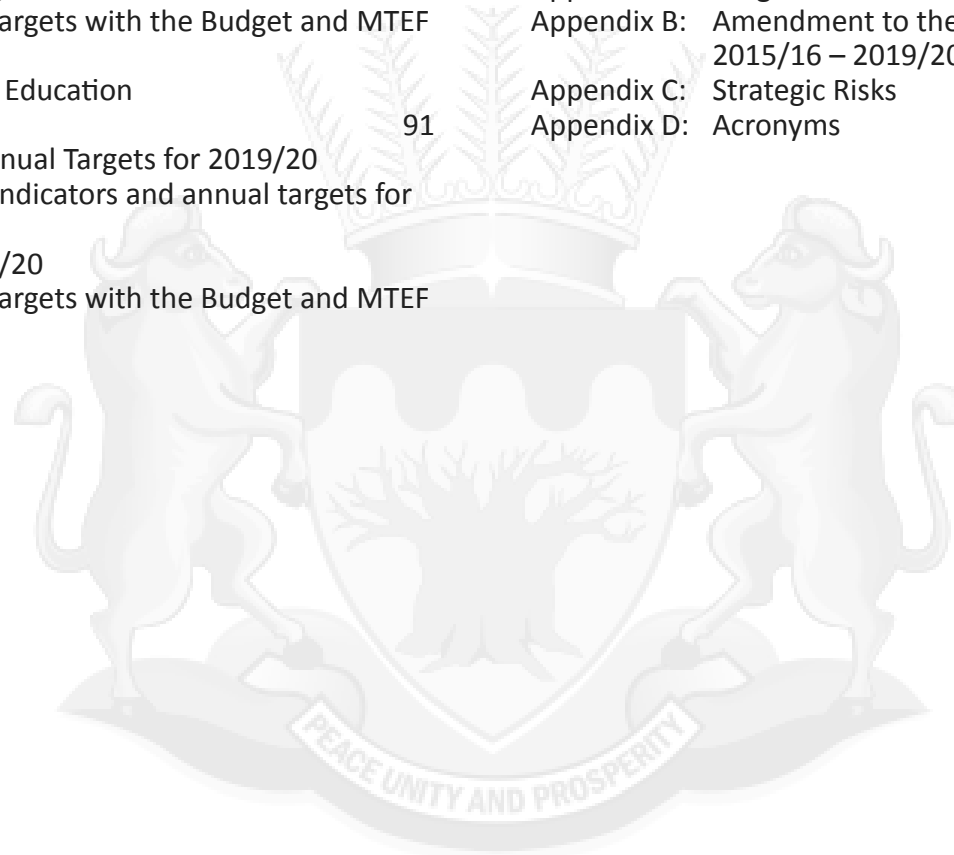 argets with the Budget and MTEF
Education
91
nnual Targets for 2019/20
ndicators and annual targets for
/20
argets with the Budget and MTEF
Appendix B: Amendment to the
2015/16 – 2019/20
Appendix C: Strategic Risks
Appendix D: Acronyms
PEACE UNITY AND PROSPERITY